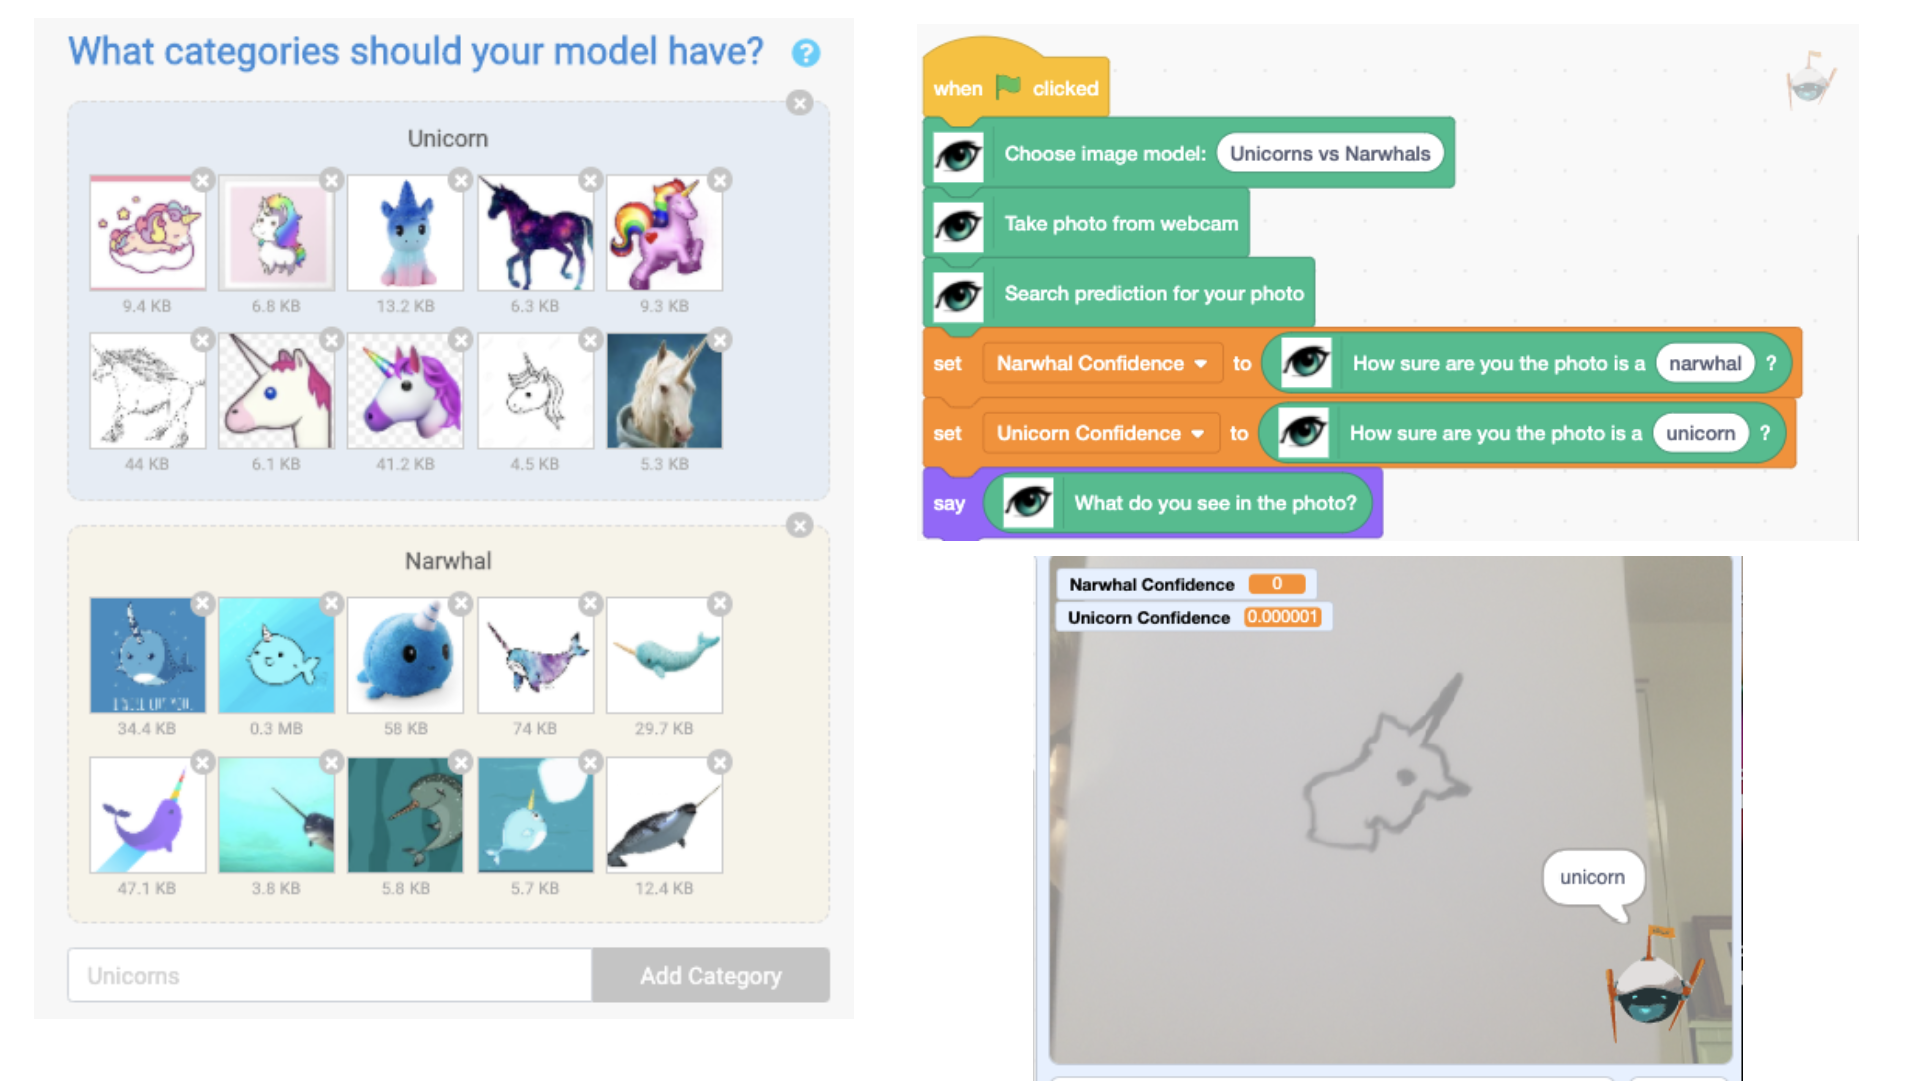 What categories should your model have? ?
Unicorn
9.4 KB 6.8 KB 13.2 KB 6.3 KB 9.3 KB
44 KB 6.1 KB 41.2 KB 4.5 KB 5.3 KB
Narwhal
34.4 KB 0.3 MB 58 KB 74 KB 29.7 KB
47.1 KB 3.8 KB 5.8 KB 5.7 KB 12.4 KB
Unicorns Add Category
when clicked
Choose image model: Unicorns vs Narwhals
Take photo from webcam
Search prediction for your photo
set Narwhal Confidence to How sure are you the photo is a narwhal ?
set Unicorn Confidence to How sure are you the photo is a unicorn ?
say What do you see in the photo?
Narwhal Confidence 0
Unicorn Confidence 0.000001
unicorn